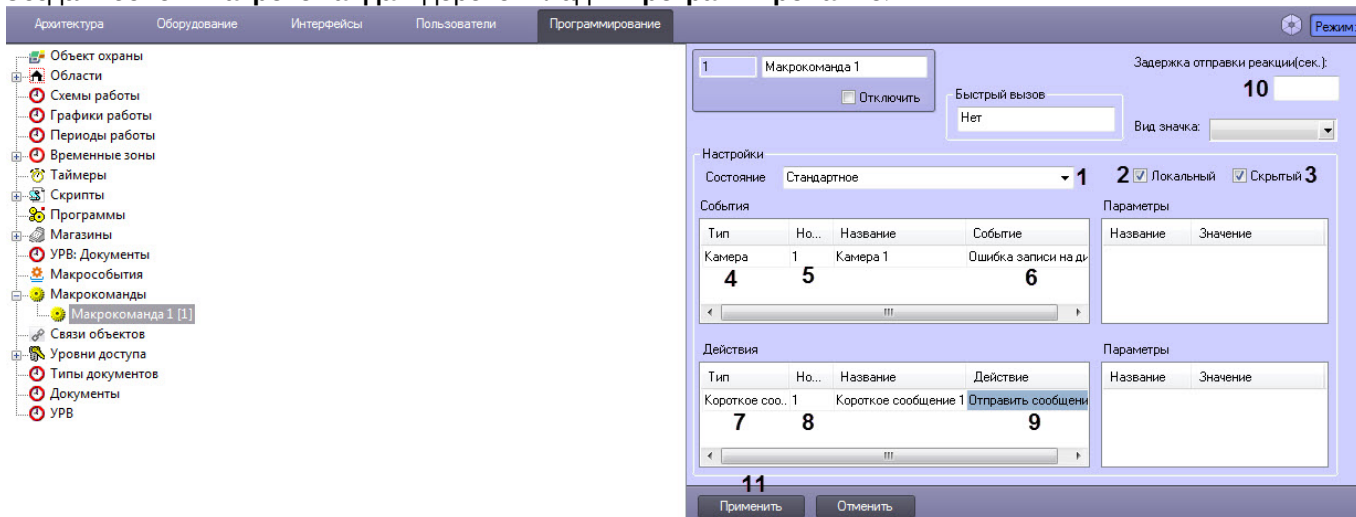 Архитектура Оборудование Интерфейсы Пользователи Программирование Режим:
Объект охраны
Области
Схемы работы
Графики работы
Периоды работы
Временные зоны
Таймеры
Скрипты
Программы
Магазины
УРВ: Документы
Макрособытия
Макрокоманды
Макрокоманда 1 [1]
Связи объектов
Уровни доступа
Типы документов
Документы
УРВ
1 Макрокоманда 1
Отключить
Быстрый вызов
Нет
Задержка отправки реакции(сек.):
10
Вид значка:
Настройки
Состояние Стандартное 1 2 Локальный Скрытый 3
События Параметры
Тип Но... Название Событие Название Значение
Камера 1 Камера 1 Ошибка записи на ди
4 5 6
Действия Параметры
Тип Но... Название Действие Название Значение
Короткое соо.. 1 Короткое сообщение 1 Отправить сообщени
7 8 9
11
Применить Отменить